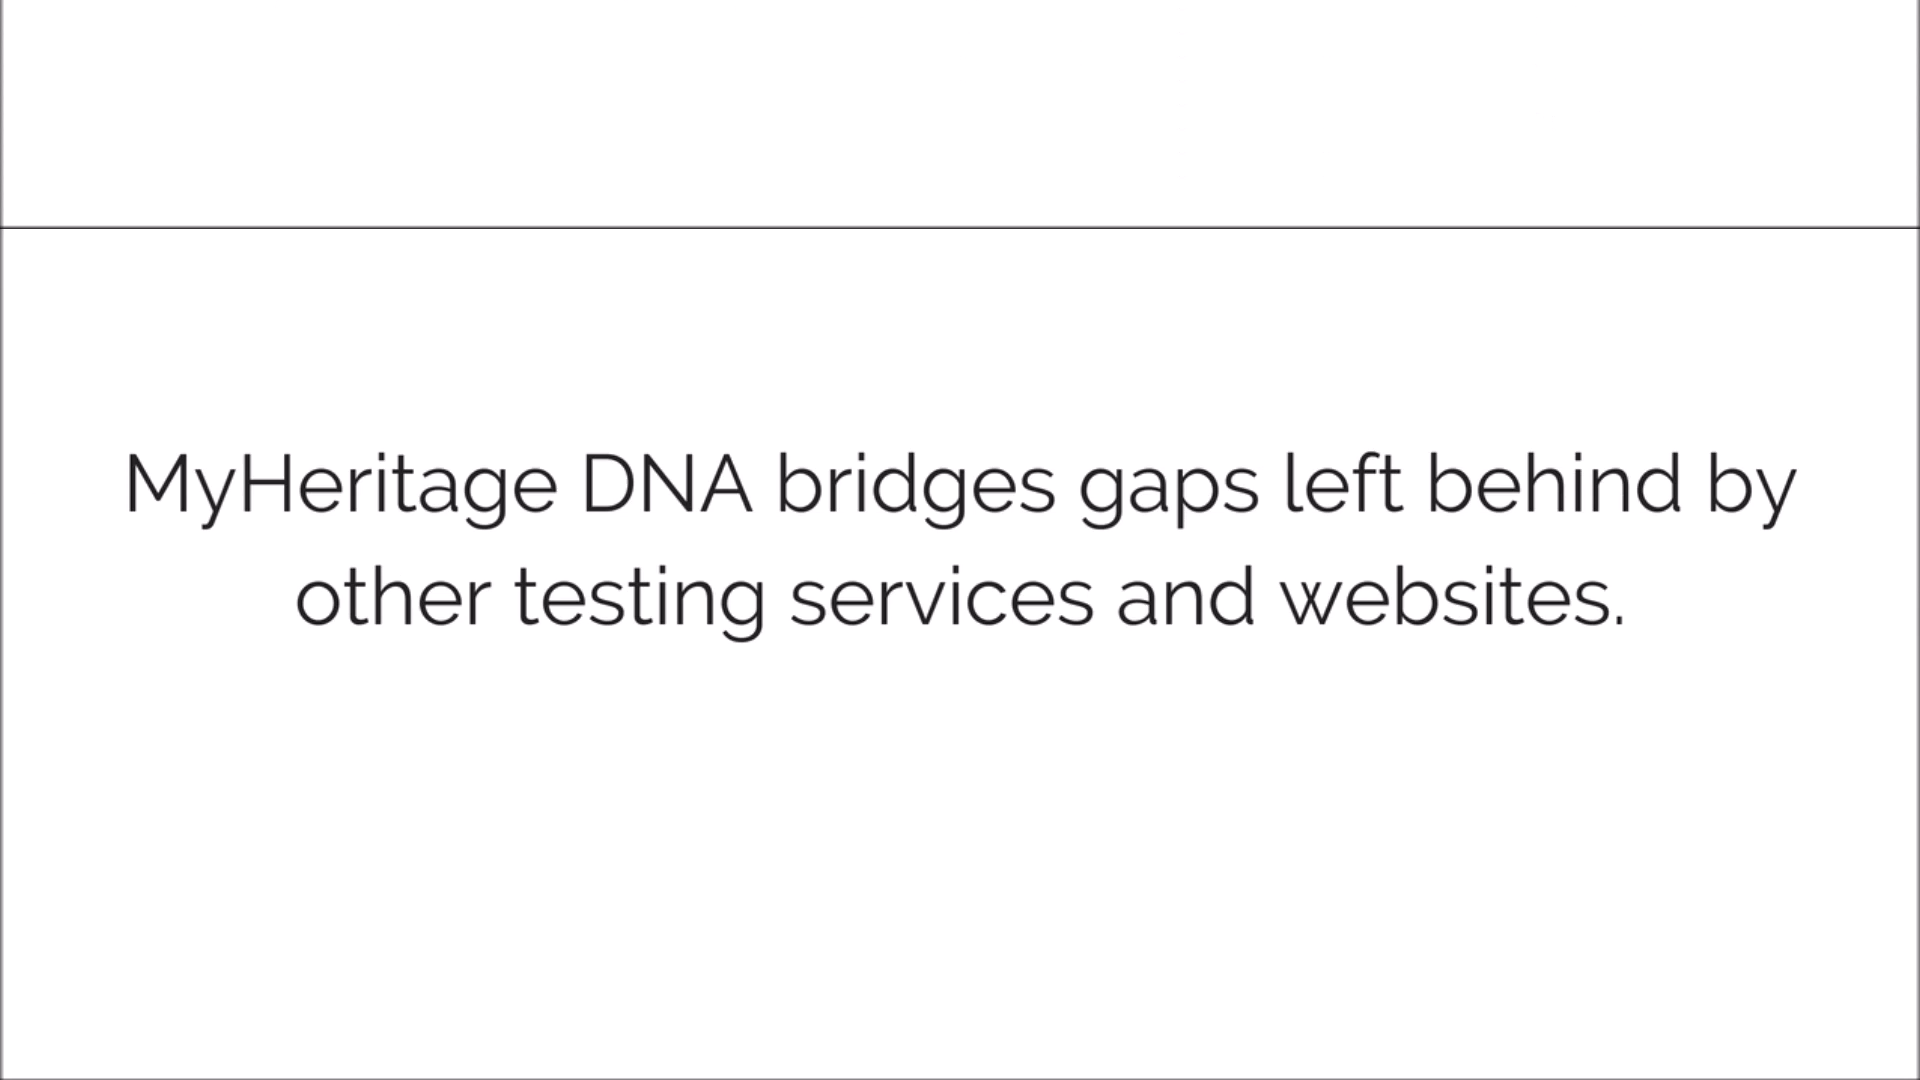 MyHeritage DNA bridges gaps left behind by
other testing services and websites.